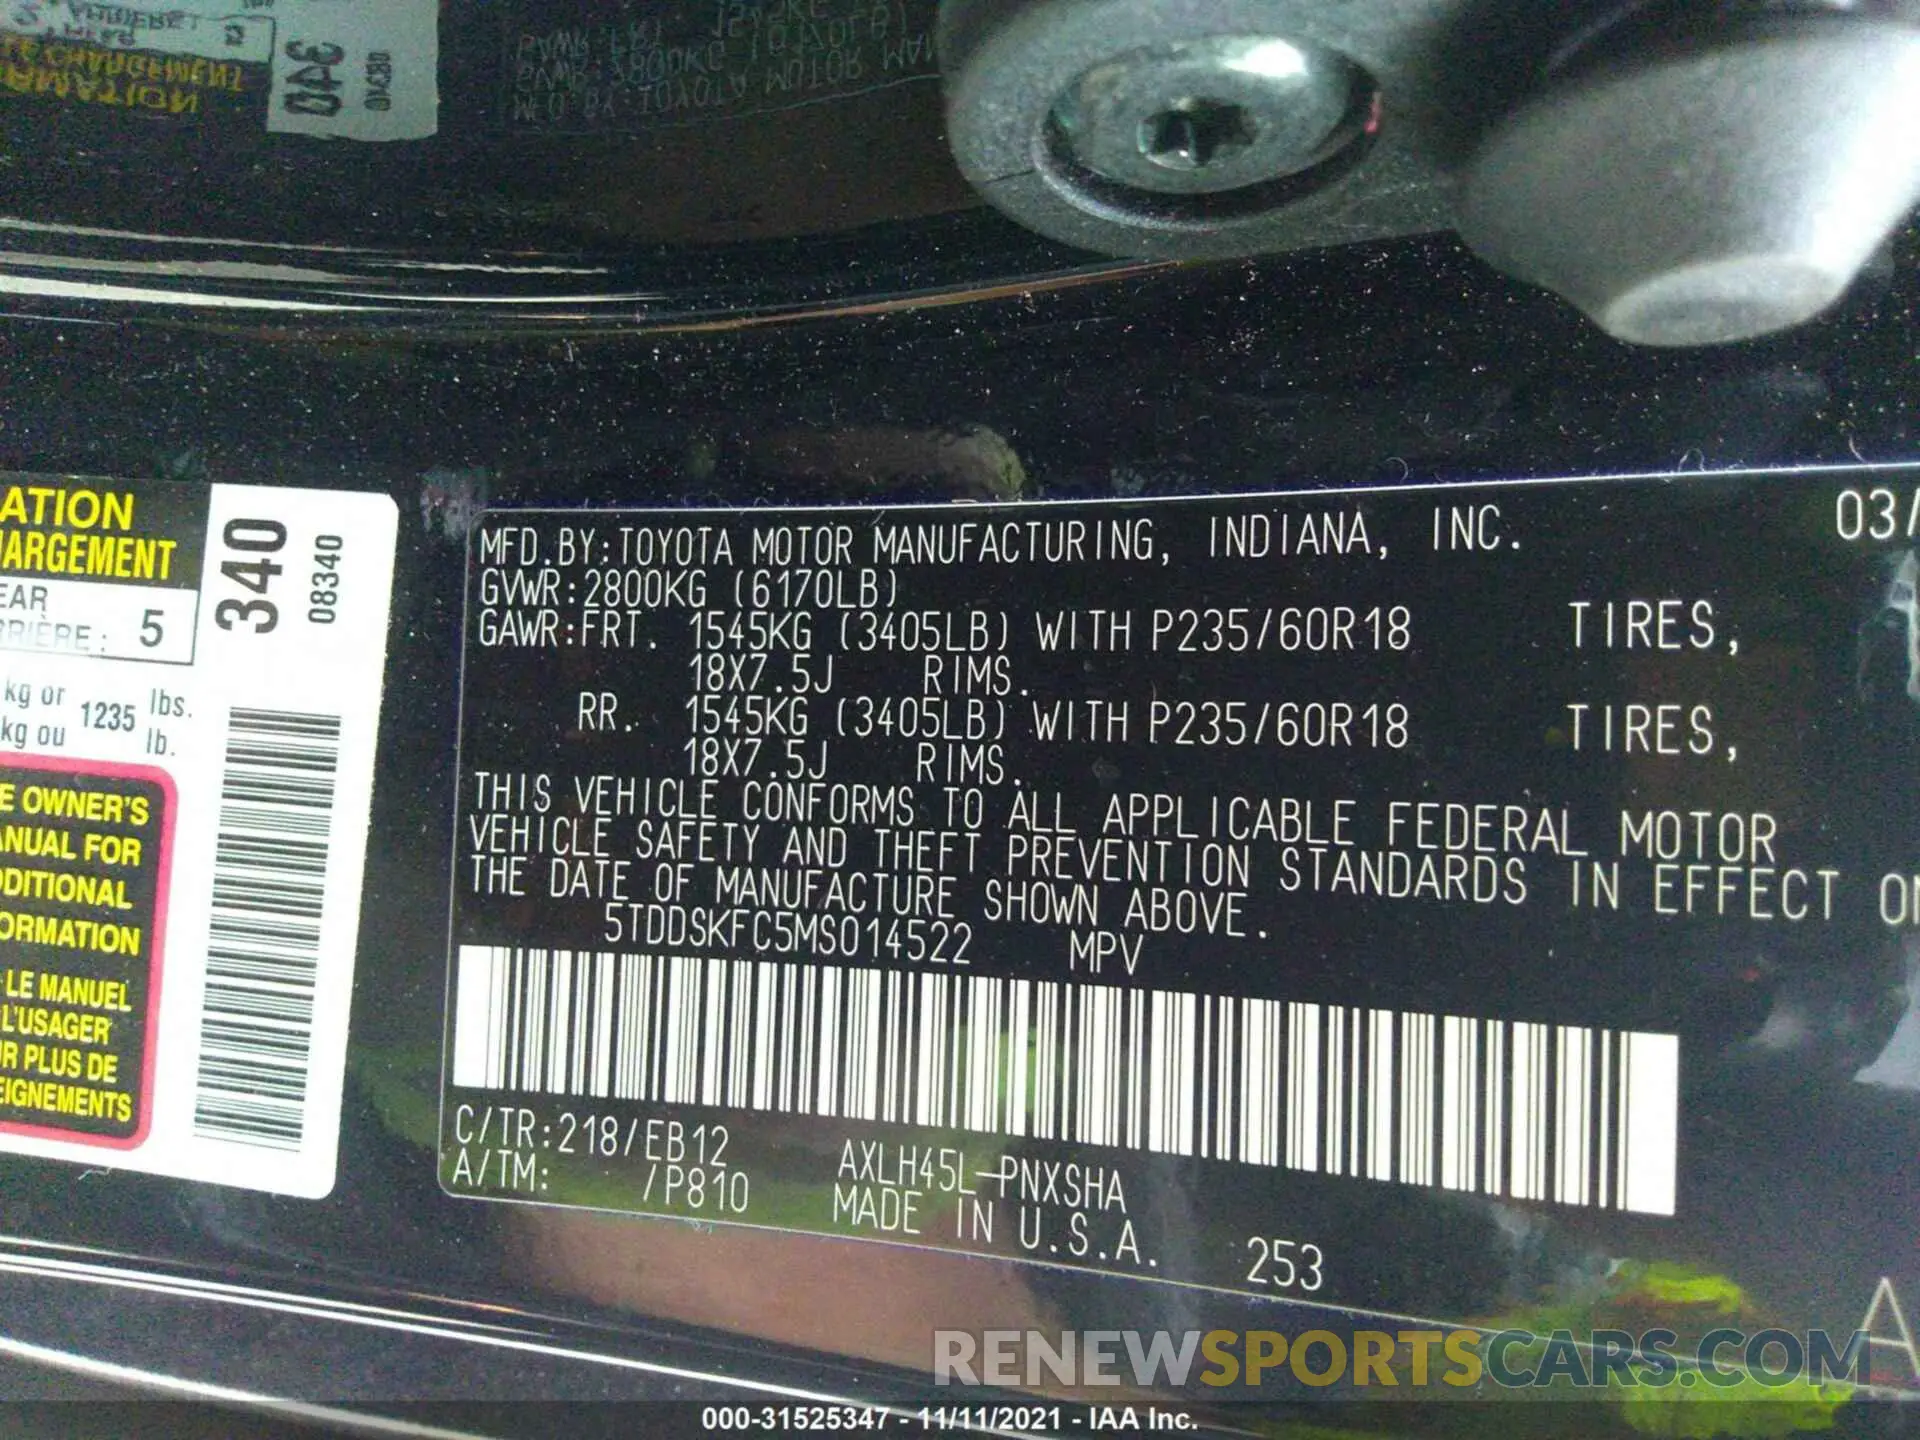 ATION
HARGEMENT
EAR
RRIÈRE: 5
kg or 1235 lbs.
kg ou lb.
E OWNER'S
ANUAL FOR
DDITIONAL
FORMATION
LE MANUEL
L'USAGER
R PLUS DE
EIGNEMENTS
340
08340
MFD.BY:TOYOTA MOTOR MANUFACTURING, INDIANA, INC. 03/
GVWR:2800KG (6170LB)
GAWR:FRT. 1545KG (3405LB) WITH P235/60R18 TIRES,
18X7.5J RIMS.
RR. 1545KG (3405LB) WITH P235/60R18 TIRES,
18X7.5J RIMS.
THIS VEHICLE CONFORMS TO ALL APPLICABLE FEDERAL MOTOR
VEHICLE SAFETY AND THEFT PREVENTION STANDARDS IN EFFECT ON
THE DATE OF MANUFACTURE SHOWN ABOVE.
5TDDSKFC5MS014522 MPV
C/TR:218/EB12 AXLH45L-PNXSHA
A/TM: /P810 MADE IN U.S.A. 253
A
RENEWSPORTSCARS.COM
000-31525347 - 11/11/2021 - IAA Inc.